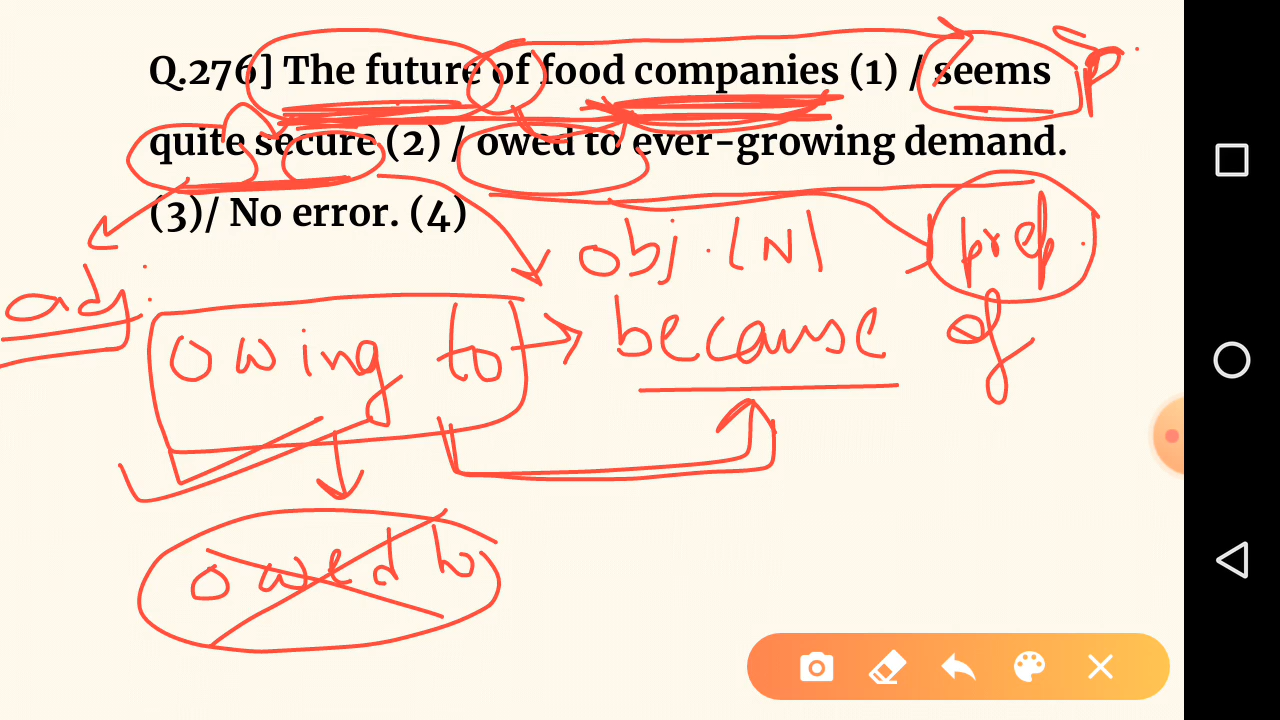 Q.276] The future of food companies (1) / seems
quite secure (2) / owed to ever-growing demand.
(3)/ No error. (4)
obj. (N)
prep.
adj.
owing to → because of
owed to